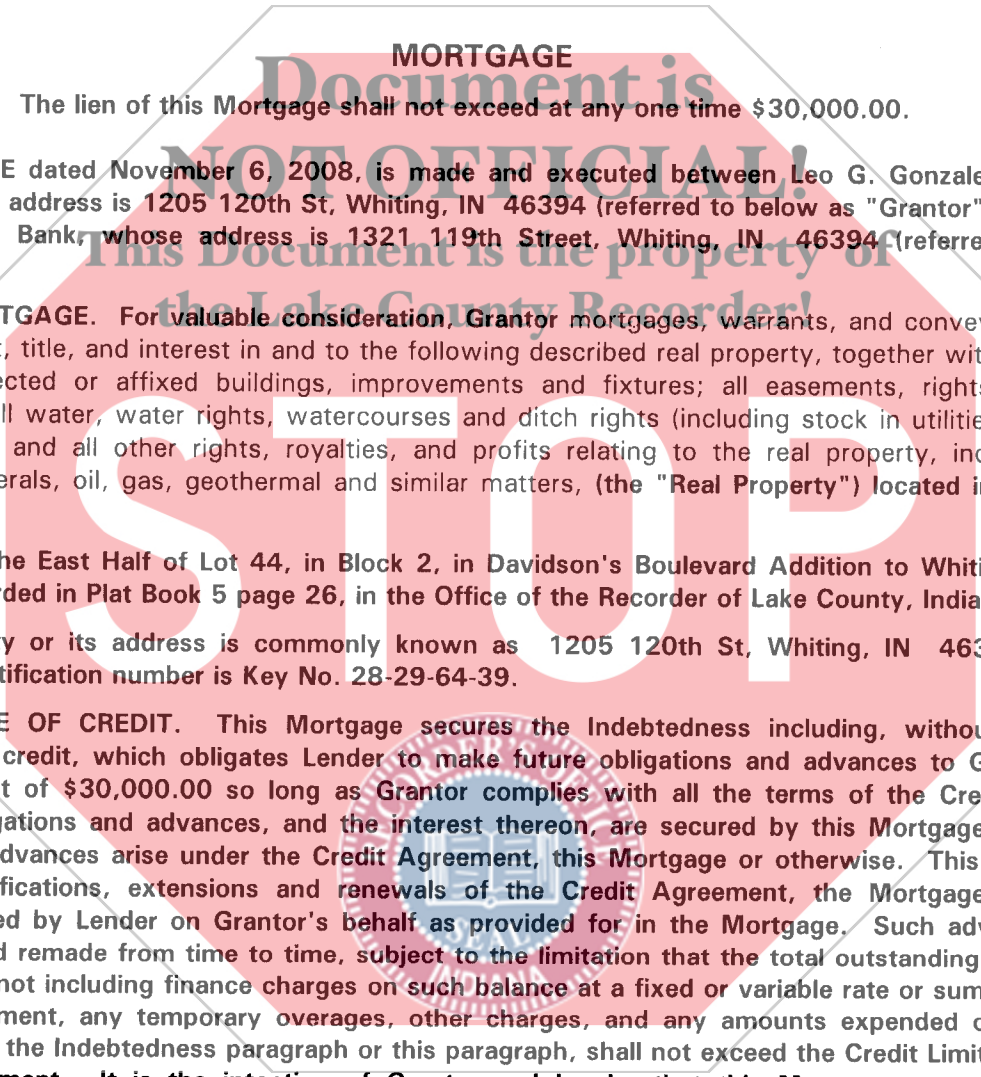 MORTGAGE
Document is
The lien of this Mortgage shall not exceed at any one time $30,000.00.
NOT OFFICIAL!
E dated November 6, 2008, is made and executed between Leo G. Gonzale
address is 1205 120th St, Whiting, IN 46394 (referred to below as "Grantor"
Bank, whose address is 1321 119th Street, Whiting, IN 46394 (referre
This Document is the property of
the Lake County Recorder!
TGAGE. For valuable consideration, Grantor mortgages, warrants, and convey
, title, and interest in and to the following described real property, together wit
ected or affixed buildings, improvements and fixtures; all easements, rights
ll water, water rights, watercourses and ditch rights (including stock in utilitie
and all other rights, royalties, and profits relating to the real property, inc
erals, oil, gas, geothermal and similar matters, (the "Real Property") located i
STOP
he East Half of Lot 44, in Block 2, in Davidson's Boulevard Addition to Whiti
rded in Plat Book 5 page 26, in the Office of the Recorder of Lake County, India
y or its address is commonly known as 1205 120th St, Whiting, IN 463
tification number is Key No. 28-29-64-39.
E OF CREDIT. This Mortgage secures the Indebtedness including, withou
credit, which obligates Lender to make future obligations and advances to G
t of $30,000.00 so long as Grantor complies with all the terms of the Cre
gations and advances, and the interest thereon, are secured by this Mortgage
dvances arise under the Credit Agreement, this Mortgage or otherwise. This
ifications, extensions and renewals of the Credit Agreement, the Mortgage
ed by Lender on Grantor's behalf as provided for in the Mortgage. Such adv
d remade from time to time, subject to the limitation that the total outstanding
not including finance charges on such balance at a fixed or variable rate or sum
ment, any temporary overages, other charges, and any amounts expended o
the Indebtedness paragraph or this paragraph, shall not exceed the Credit Limit
RECORDER'S OFFICE
SEAL
INDIANA